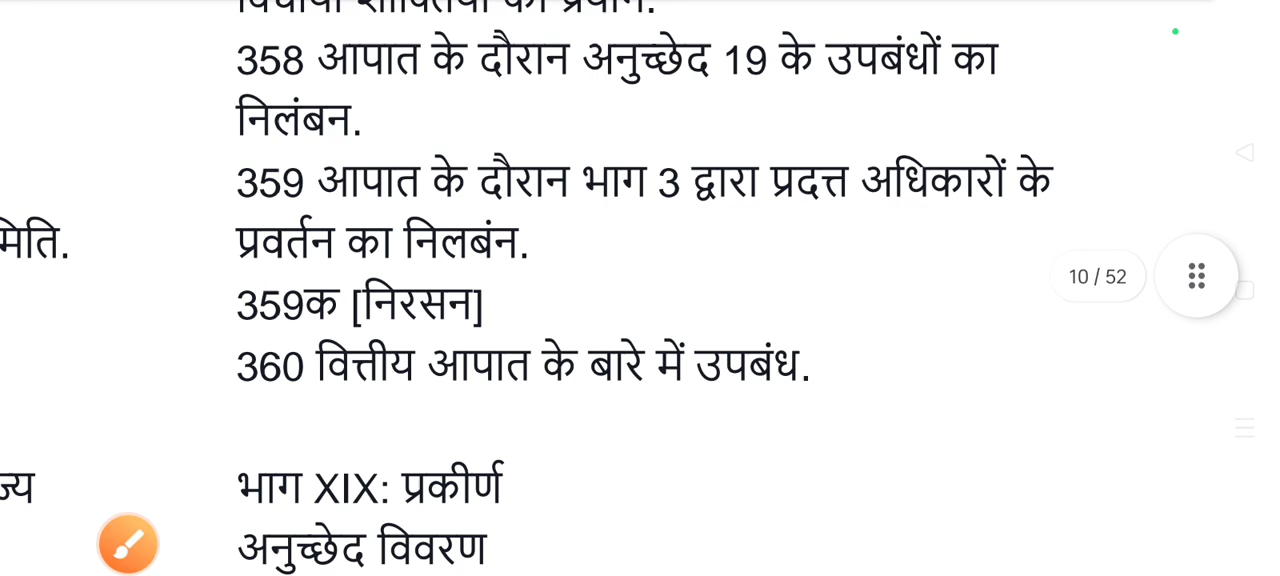 358 आपात के दौरान अनुच्छेद 19 के उपबंधों का
निलंबन.
359 आपात के दौरान भाग 3 द्वारा प्रदत्त अधिकारों के
प्रवर्तन का निलबंन.
359क [निरसन]
360 वित्तीय आपात के बारे में उपबंध.
10 / 52
भाग XIX: प्रकीर्ण
अनुच्छेद विवरण